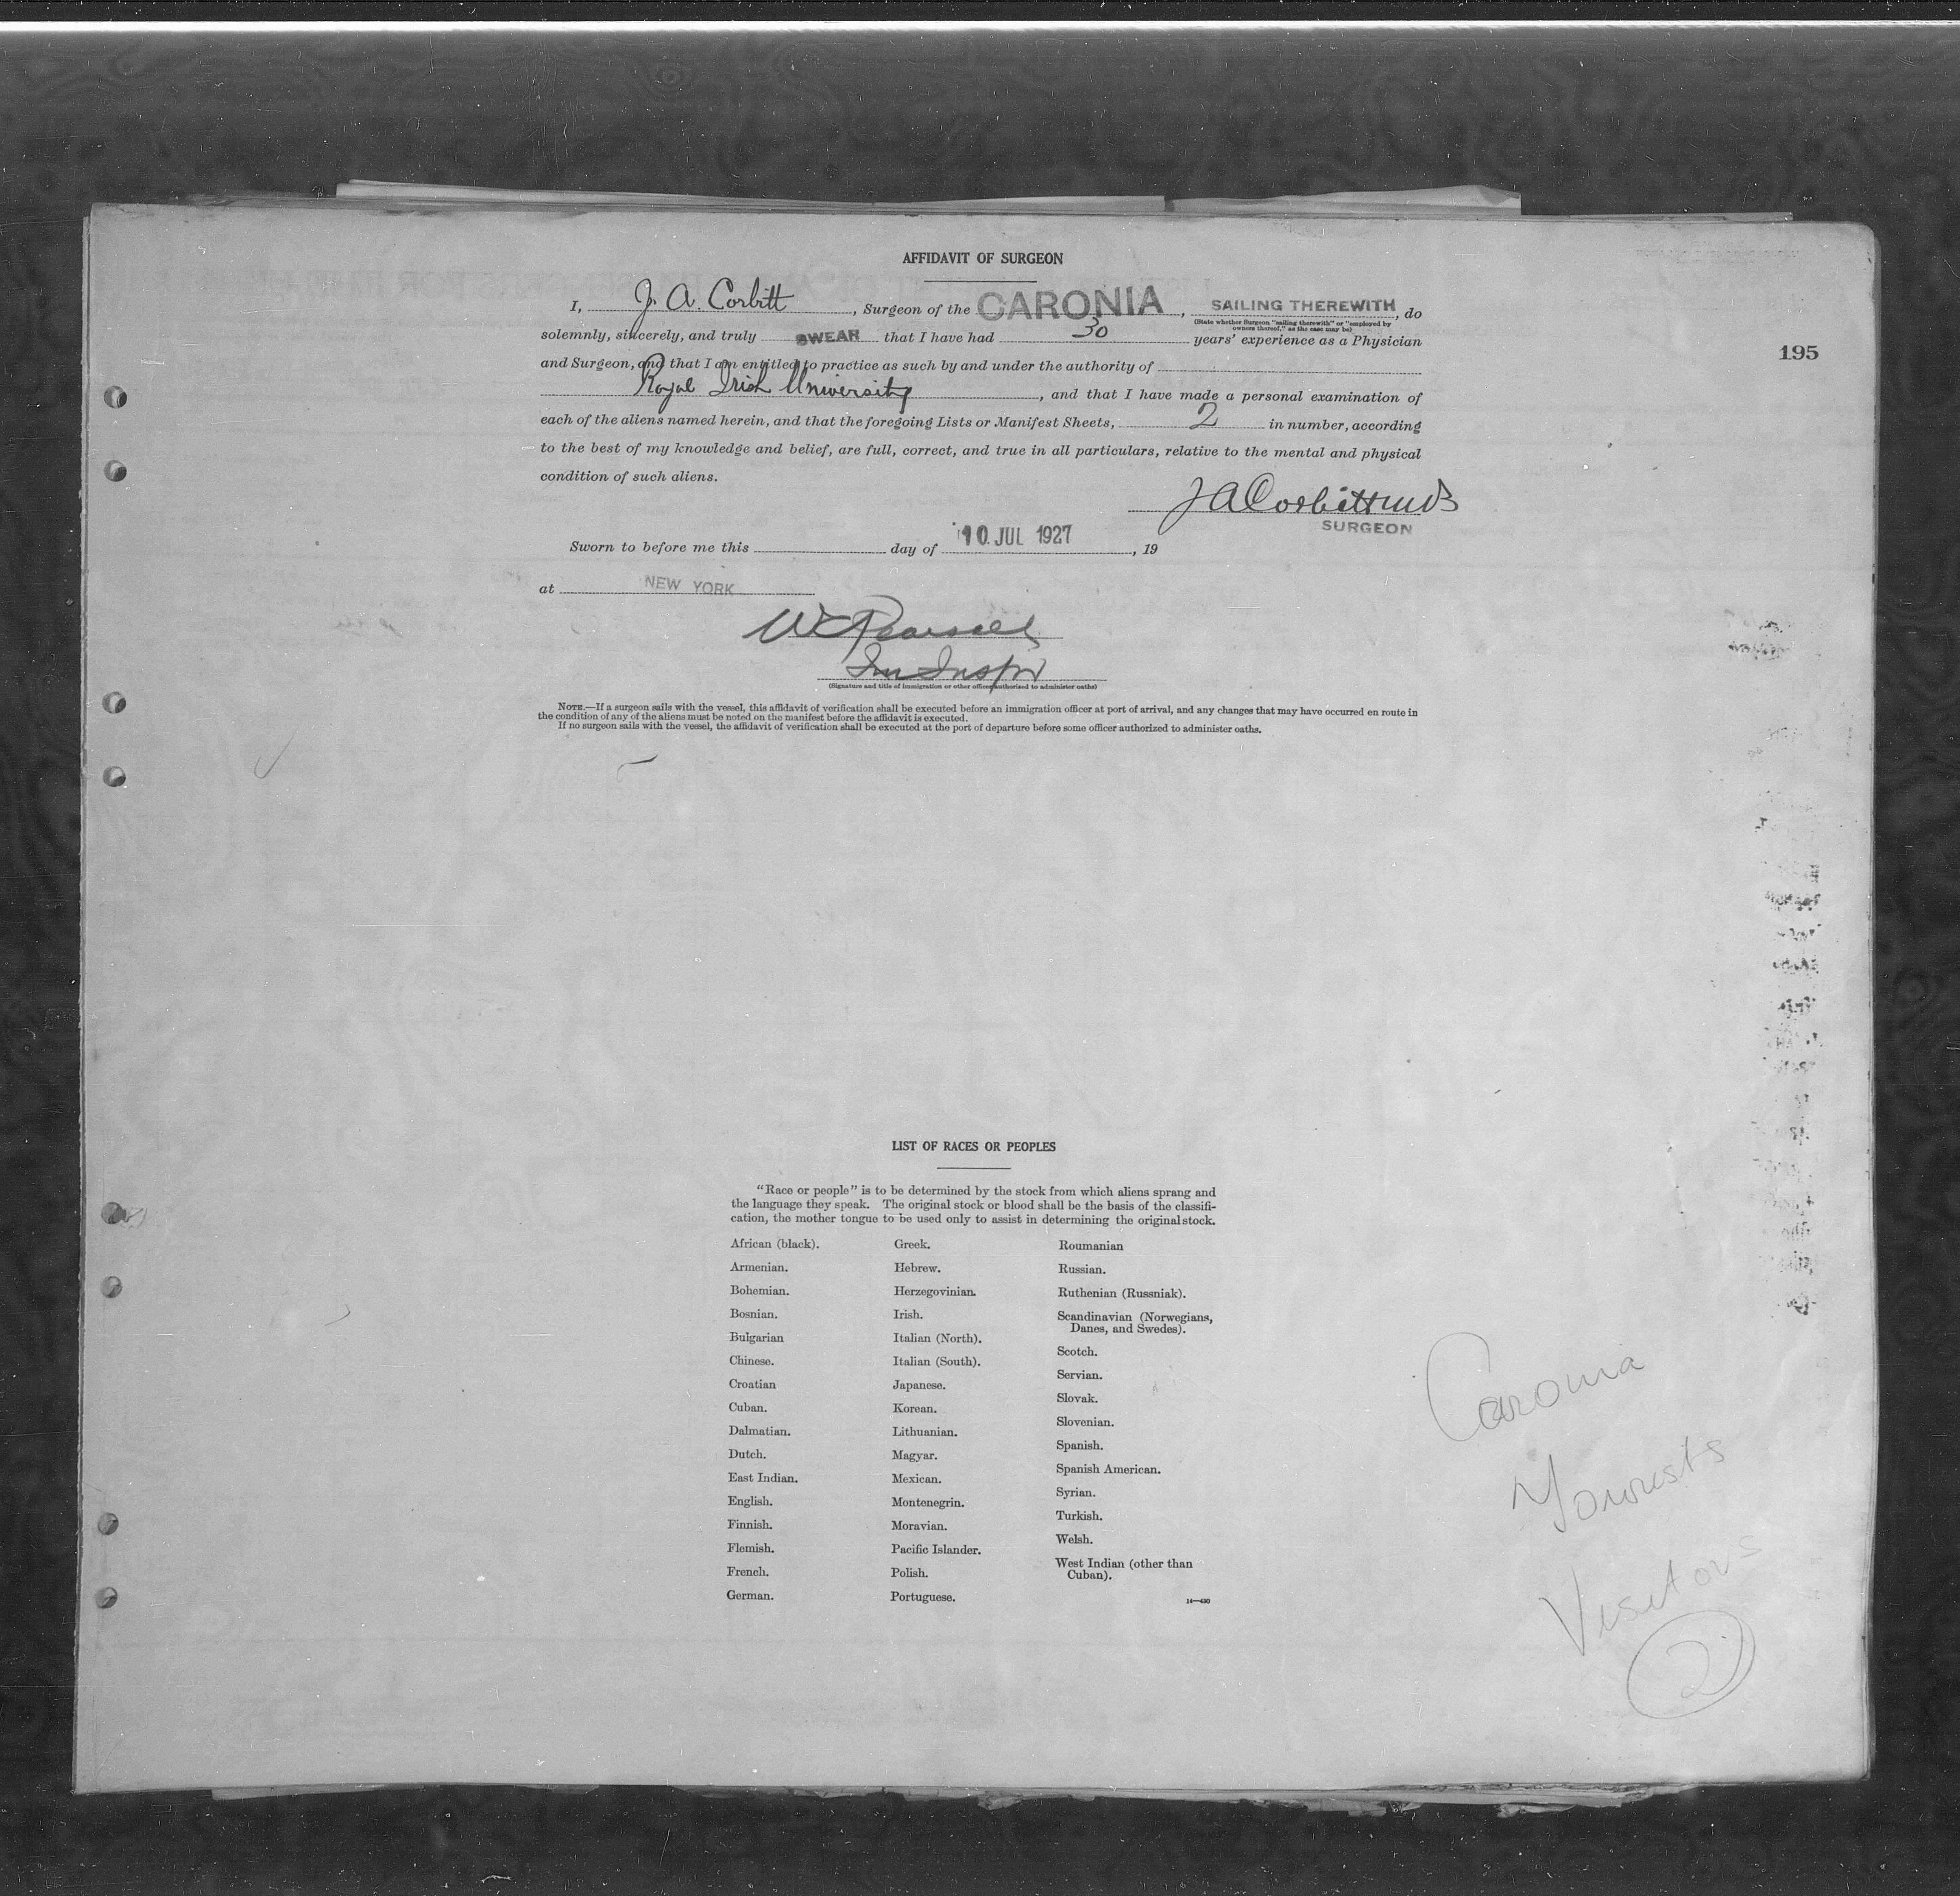 AFFIDAVIT OF SURGEON
I, J. A. Corbitt, Surgeon of the CARONIA, SAILING THEREWITH, do
(State whether Surgeon "sailing therewith" or "employed by
owners thereof," as the case may be)
solemnly, sincerely, and truly SWEAR that I have had 30 years' experience as a Physician
195
and Surgeon, and that I am entitled to practice as such by and under the authority of
Royal Irish University, and that I have made a personal examination of
each of the aliens named herein, and that the foregoing Lists or Manifest Sheets, 2 in number, according
to the best of my knowledge and belief, are full, correct, and true in all particulars, relative to the mental and physical
condition of such aliens.
J A Corbitt MB
SURGEON
Sworn to before me this day of 10 JUL 1927, 19
at NEW YORK
W Pearsall
Im Inspr
(Signature and title of immigration or other officer authorized to administer oaths)
NOTE.—If a surgeon sails with the vessel, this affidavit of verification shall be executed before an immigration officer at port of arrival, and any changes that may have occurred en route in
the condition of any of the aliens must be noted on the manifest before the affidavit is executed.
If no surgeon sails with the vessel, the affidavit of verification shall be executed at the port of departure before some officer authorized to administer oaths.
LIST OF RACES OR PEOPLES
"Race or people" is to be determined by the stock from which aliens sprang and
the language they speak. The original stock or blood shall be the basis of the classifi-
cation, the mother tongue to be used only to assist in determining the original stock.
African (black).
Armenian.
Bohemian.
Bosnian.
Bulgarian
Chinese.
Croatian
Cuban.
Dalmatian.
Dutch.
East Indian.
English.
Finnish.
Flemish.
French.
German.
Greek.
Hebrew.
Herzegovinian.
Irish.
Italian (North).
Italian (South).
Japanese.
Korean.
Lithuanian.
Magyar.
Mexican.
Montenegrin.
Moravian.
Pacific Islander.
Polish.
Portuguese.
Roumanian
Russian.
Ruthenian (Russniak).
Scandinavian (Norwegians,
Danes, and Swedes).
Scotch.
Servian.
Slovak.
Slovenian.
Spanish.
Spanish American.
Syrian.
Turkish.
Welsh.
West Indian (other than
Cuban).
14—430
Caronia
Tourists
Visitors
2